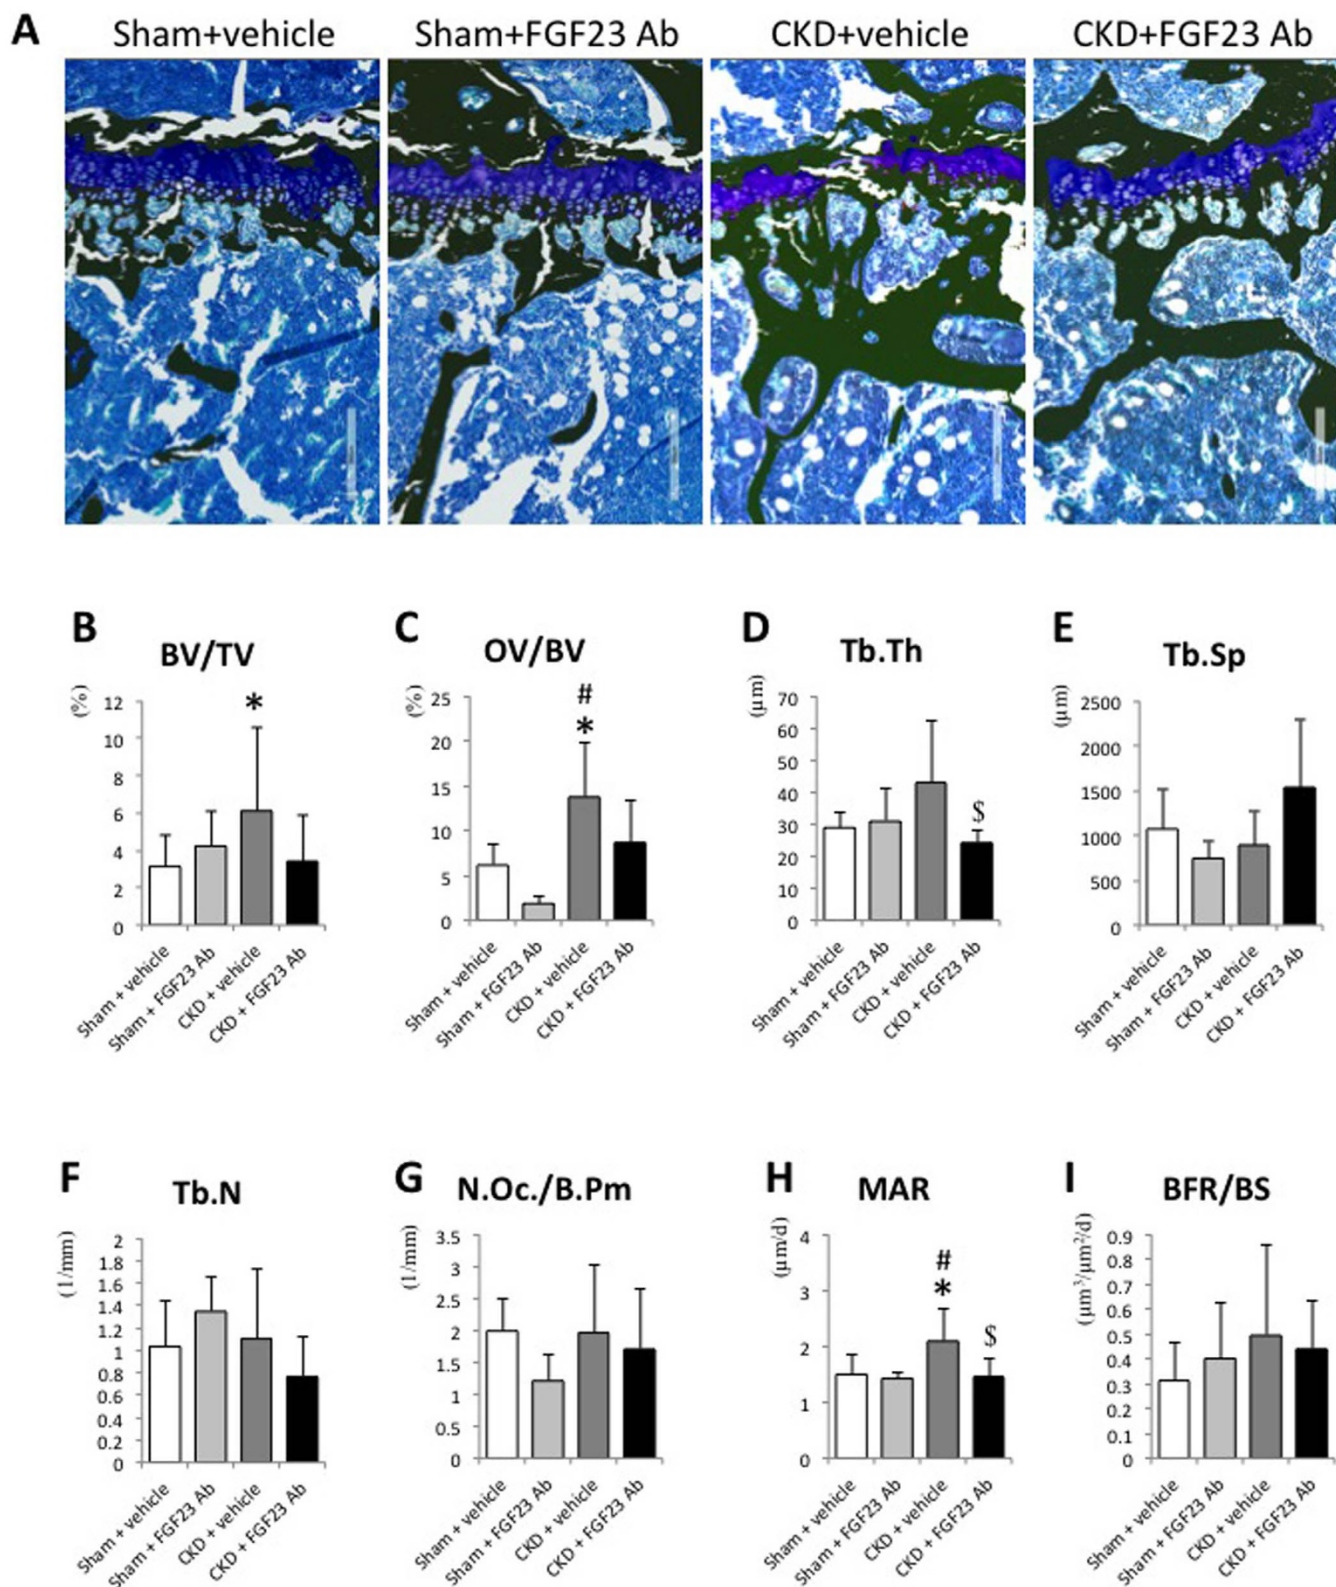 A
Sham+vehicle Sham+FGF23 Ab CKD+vehicle CKD+FGF23 Ab
B C D E
BV/TV OV/BV Tb.Th Tb.Sp
(%)
12
10
8
6
4
2
0
*
Sham + vehicle
Sham + FGF23 Ab
CKD + vehicle
CKD + FGF23 Ab
(%)
25
20
15
10
5
0
#
*
Sham + vehicle
Sham + FGF23 Ab
CKD + vehicle
CKD + FGF23 Ab
(µm)
70
60
50
40
30
20
10
0
$
Sham + vehicle
Sham + FGF23 Ab
CKD + vehicle
CKD + FGF23 Ab
(µm)
2500
2000
1500
1000
500
0
Sham + vehicle
Sham + FGF23 Ab
CKD + vehicle
CKD + FGF23 Ab
F G H I
Tb.N N.Oc./B.Pm MAR BFR/BS
(1/mm)
2
1.8
1.6
1.4
1.2
1
0.8
0.6
0.4
0.2
0
Sham + vehicle
Sham + FGF23 Ab
CKD + vehicle
CKD + FGF23 Ab
(1/mm)
3.5
3
2.5
2
1.5
1
0.5
0
Sham + vehicle
Sham + FGF23 Ab
CKD + vehicle
CKD + FGF23 Ab
(µm/d)
4
3
2
1
0
#
*
$
Sham + vehicle
Sham + FGF23 Ab
CKD + vehicle
CKD + FGF23 Ab
(µm³/µm²/d)
0.9
0.8
0.7
0.6
0.5
0.4
0.3
0.2
0.1
0
Sham + vehicle
Sham + FGF23 Ab
CKD + vehicle
CKD + FGF23 Ab